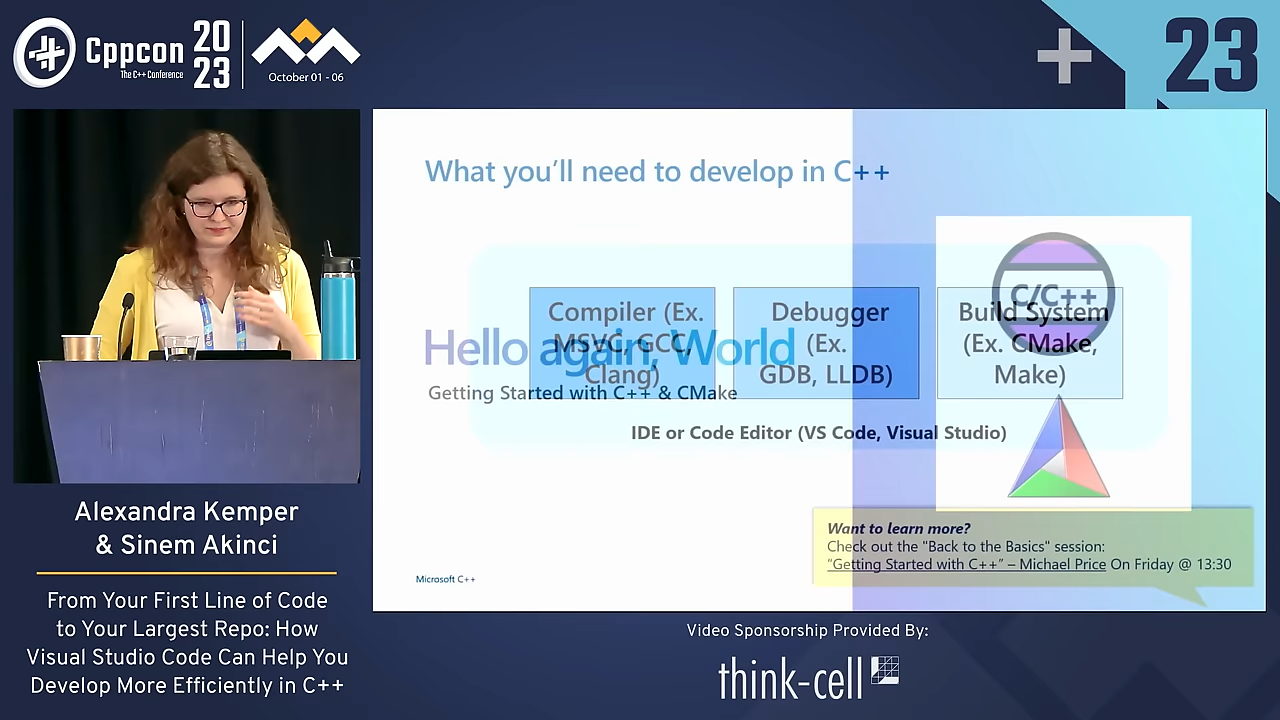 Cppcon
The C++ Conference
20
23
October 01 - 06
23
What you'll need to develop in C++
C/C++
Compiler (Ex.
MSVC, GCC,
Clang)
Debugger
(Ex.
GDB, LLDB)
Build System
(Ex. CMake,
Make)
Hello again, World
Getting Started with C++ & CMake
IDE or Code Editor (VS Code, Visual Studio)
Want to learn more?
Check out the "Back to the Basics" session:
"Getting Started with C++" – Michael Price On Friday @ 13:30
Microsoft C++
Alexandra Kemper
& Sinem Akinci
From Your First Line of Code
to Your Largest Repo: How
Visual Studio Code Can Help You
Develop More Efficiently in C++
Video Sponsorship Provided By:
think-cell